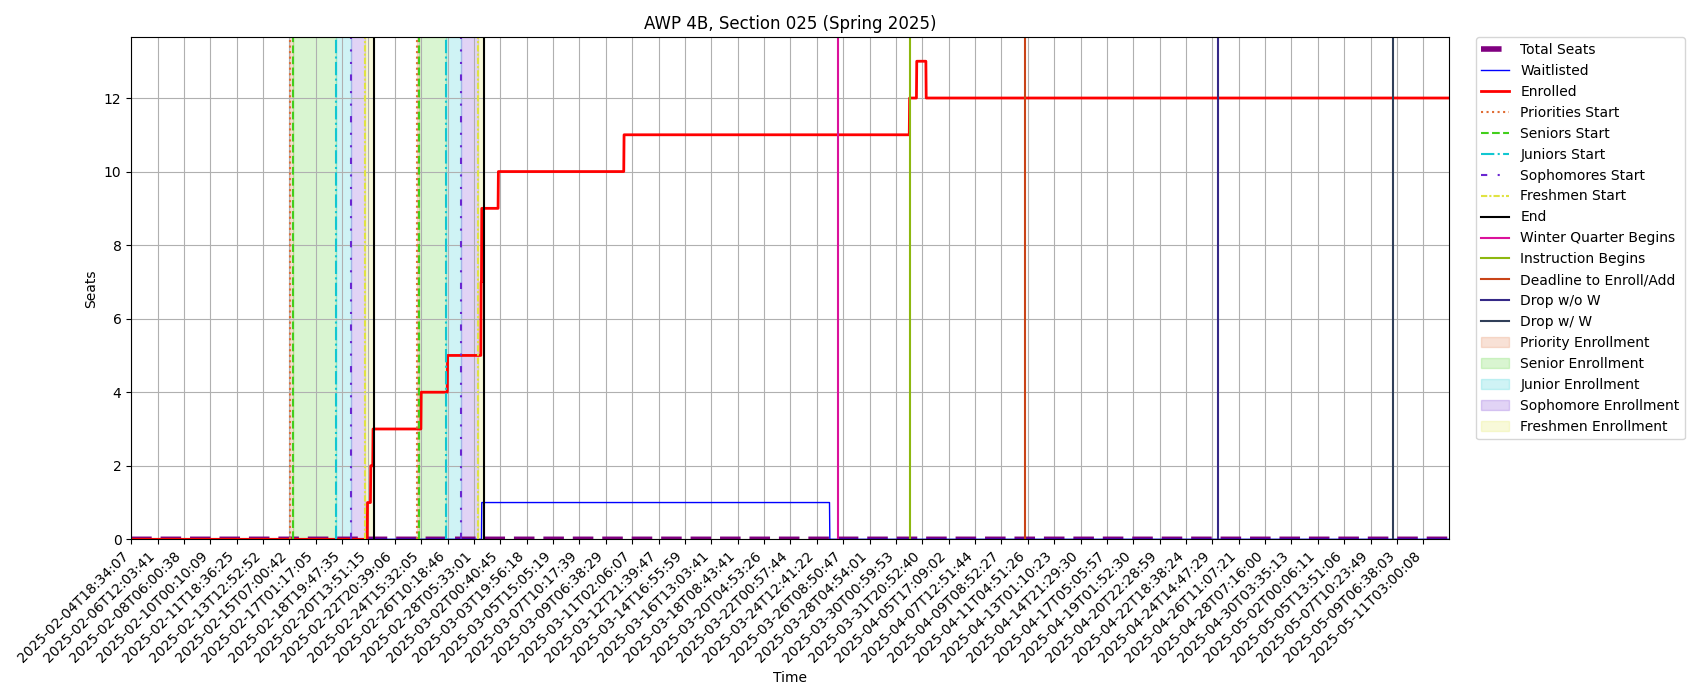 AWP 4B, Section 025 (Spring 2025)
Seats
12
10
8
6
4
2
0
Total Seats
Waitlisted
Enrolled
Priorities Start
Seniors Start
Juniors Start
Sophomores Start
Freshmen Start
End
Winter Quarter Begins
Instruction Begins
Deadline to Enroll/Add
Drop w/o W
Drop w/ W
Priority Enrollment
Senior Enrollment
Junior Enrollment
Sophomore Enrollment
Freshmen Enrollment
2025-02-04T18:34:07
2025-02-06T12:03:41
2025-02-08T06:00:38
2025-02-10T00:10:09
2025-02-11T18:36:25
2025-02-13T12:52:52
2025-02-15T07:00:42
2025-02-17T01:17:05
2025-02-18T19:47:35
2025-02-20T13:51:15
2025-02-22T20:39:06
2025-02-24T15:32:05
2025-02-26T10:18:46
2025-02-28T05:33:01
2025-03-02T00:40:45
2025-03-03T19:56:18
2025-03-05T15:05:19
2025-03-07T10:17:39
2025-03-09T06:38:29
2025-03-11T02:06:07
2025-03-12T21:39:47
2025-03-14T16:55:59
2025-03-16T13:03:41
2025-03-18T08:43:41
2025-03-20T04:53:26
2025-03-22T00:57:44
2025-03-24T12:41:22
2025-03-26T08:50:47
2025-03-28T04:54:01
2025-03-30T00:59:53
2025-03-31T20:52:40
2025-04-05T17:09:02
2025-04-07T12:51:44
2025-04-09T08:52:27
2025-04-11T04:51:26
2025-04-13T01:10:23
2025-04-14T21:29:30
2025-04-17T05:05:57
2025-04-19T01:52:30
2025-04-20T22:28:59
2025-04-22T18:38:24
2025-04-24T14:47:29
2025-04-26T11:07:21
2025-04-28T07:16:00
2025-04-30T03:35:13
2025-05-02T00:06:11
2025-05-05T13:51:06
2025-05-07T10:23:49
2025-05-09T06:38:03
2025-05-11T03:00:08
Time